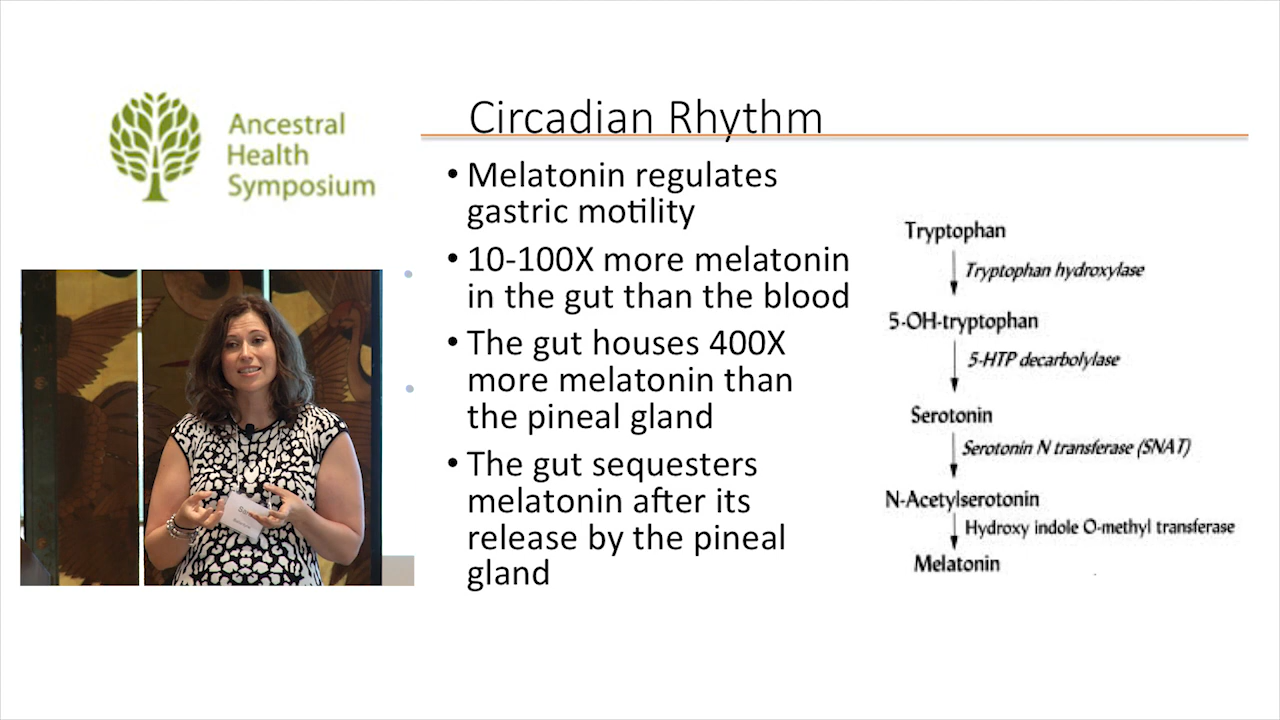 Ancestral
Health
Symposium
Circadian Rhythm
• Melatonin regulates
gastric motility
• 10-100X more melatonin
in the gut than the blood
• The gut houses 400X
more melatonin than
the pineal gland
• The gut sequesters
melatonin after its
release by the pineal
gland
Tryptophan
Tryptophan hydroxylase
5-OH-tryptophan
5-HTP decarbolylase
Serotonin
Serotonin N transferase (SNAT)
N-Acetylserotonin
Hydroxy indole O-methyl transferase
Melatonin